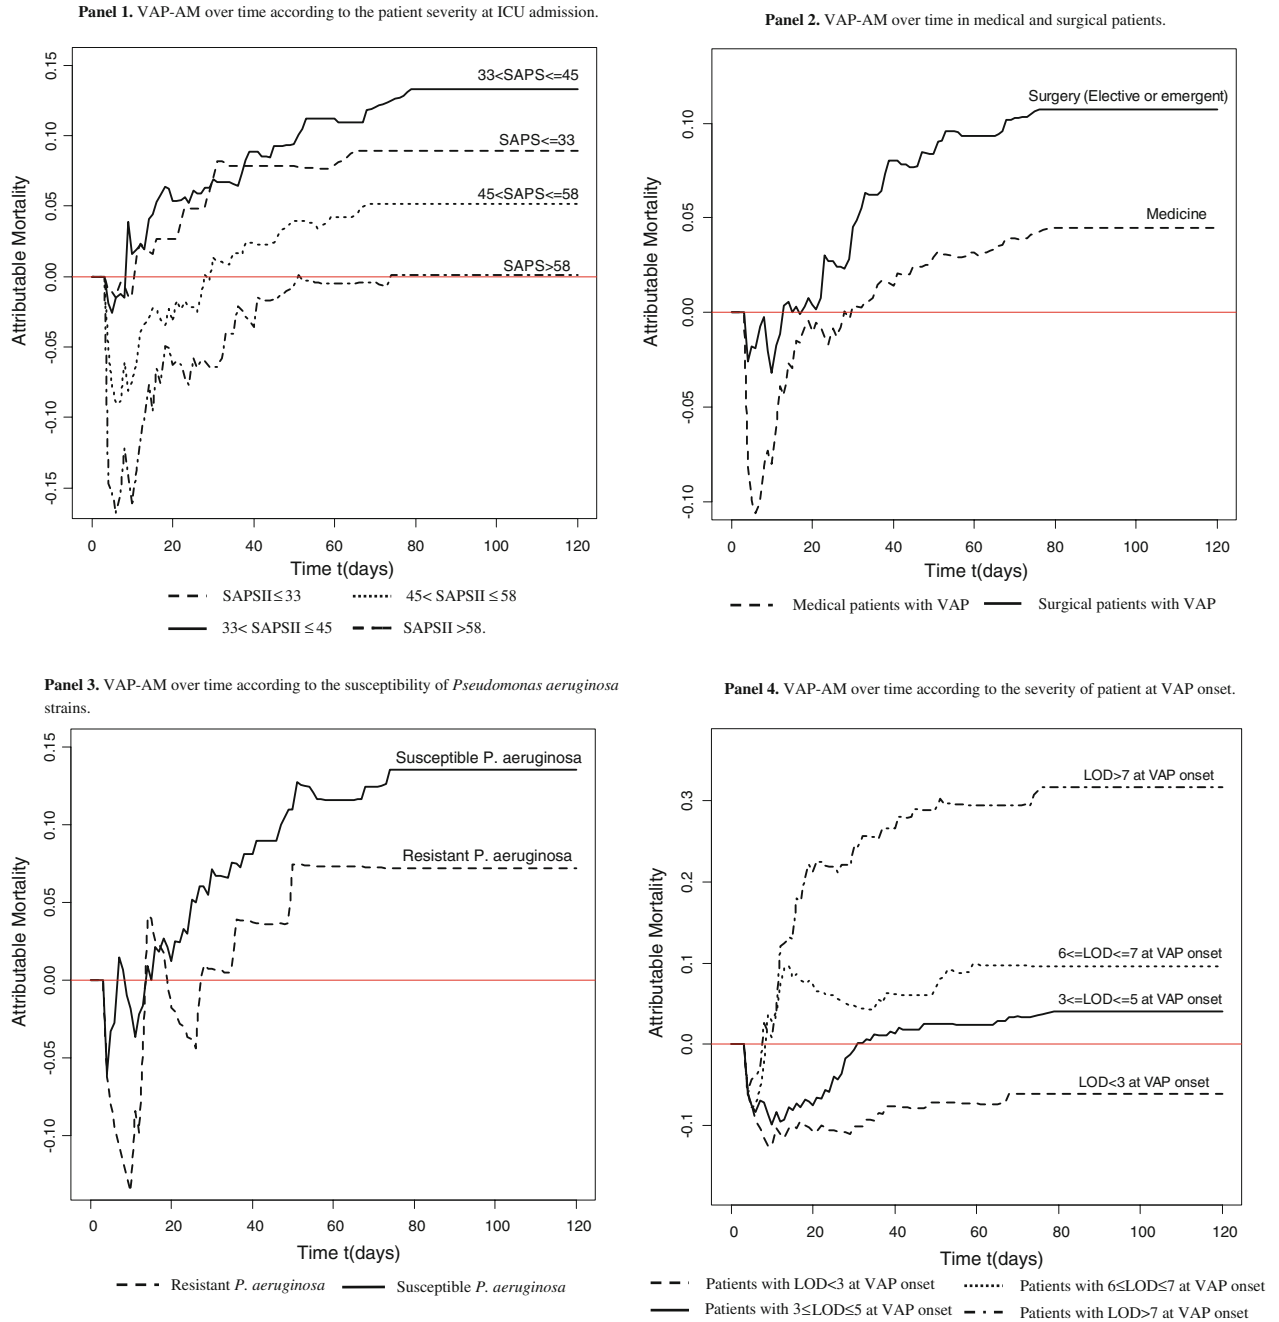 Panel 1. VAP-AM over time according to the patient severity at ICU admission.
0.15
0.10
0.05
0.00
-0.05
-0.10
-0.15
Attributable Mortality
33<SAPS<=45
SAPS<=33
45<SAPS<=58
SAPS>58
0 20 40 60 80 100 120
Time t(days)
SAPSII≤33 45< SAPSII ≤58
33< SAPSII ≤45 SAPSII >58.
Panel 2. VAP-AM over time in medical and surgical patients.
0.10
0.05
0.00
-0.05
-0.10
Attributable Mortality
Surgery (Elective or emergent)
Medicine
0 20 40 60 80 100 120
Time t(days)
Medical patients with VAP Surgical patients with VAP
Panel 3. VAP-AM over time according to the susceptibility of Pseudomonas aeruginosa
strains.
0.15
0.10
0.05
0.00
-0.05
-0.10
Attributable Mortality
Susceptible P. aeruginosa
Resistant P. aeruginosa
0 20 40 60 80 100 120
Time t(days)
Resistant P. aeruginosa Susceptible P. aeruginosa
Panel 4. VAP-AM over time according to the severity of patient at VAP onset.
0.3
0.2
0.1
0.0
-0.1
Attributable Mortality
LOD>7 at VAP onset
6<=LOD<=7 at VAP onset
3<=LOD<=5 at VAP onset
LOD<3 at VAP onset
0 20 40 60 80 100 120
Time t(days)
Patients with LOD<3 at VAP onset Patients with 6≤LOD≤7 at VAP onset
Patients with 3≤LOD≤5 at VAP onset Patients with LOD>7 at VAP onset